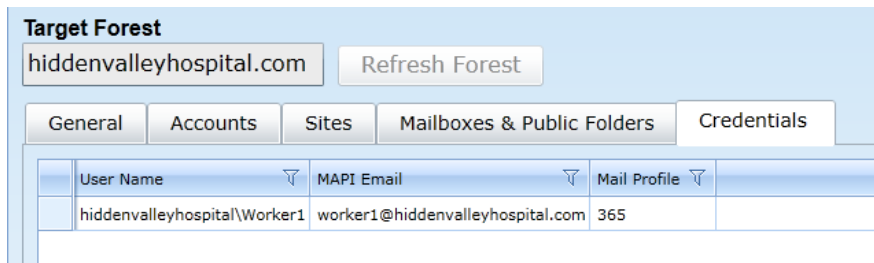 Target Forest
hiddenvalleyhospital.com Refresh Forest
General Accounts Sites Mailboxes & Public Folders Credentials
User Name MAPI Email Mail Profile
hiddenvalleyhospital\Worker1 worker1@hiddenvalleyhospital.com 365